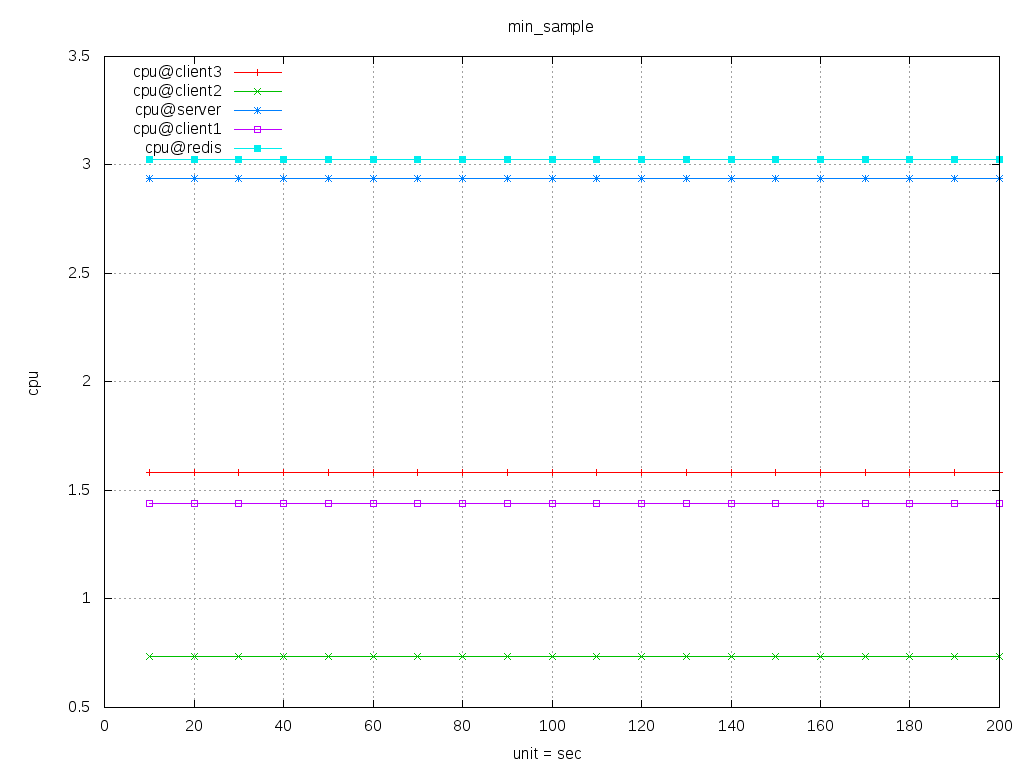 min_sample
3.5
3
2.5
2
1.5
1
0.5
cpu
cpu@client3
cpu@client2
cpu@server
cpu@client1
cpu@redis
0 20 40 60 80 100 120 140 160 180 200
unit = sec